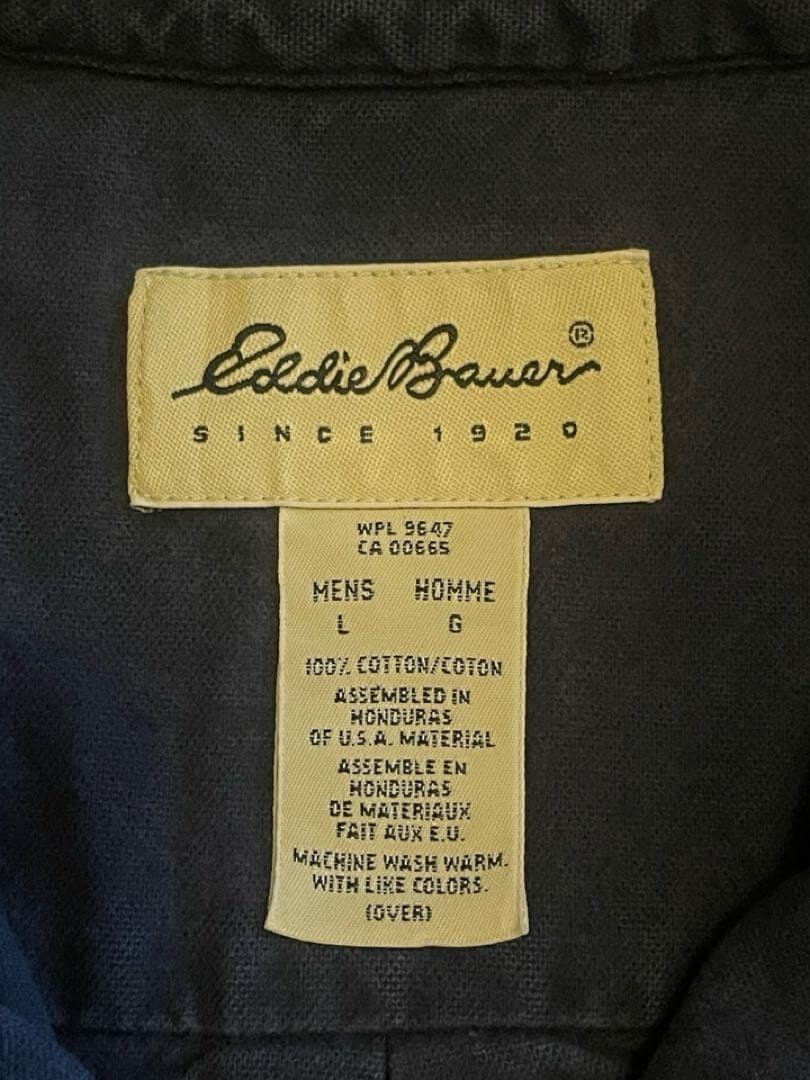 Eddie Bauer®
SINCE 1920
WPL 9647
CA 00665
MENS HOMME
L G
100% COTTON/COTON
ASSEMBLED IN
HONDURAS
OF U.S.A. MATERIAL
ASSEMBLE EN
HONDURAS
DE MATERIAUX
FAIT AUX E.U.
MACHINE WASH WARM.
WITH LIKE COLORS.
(OVER)